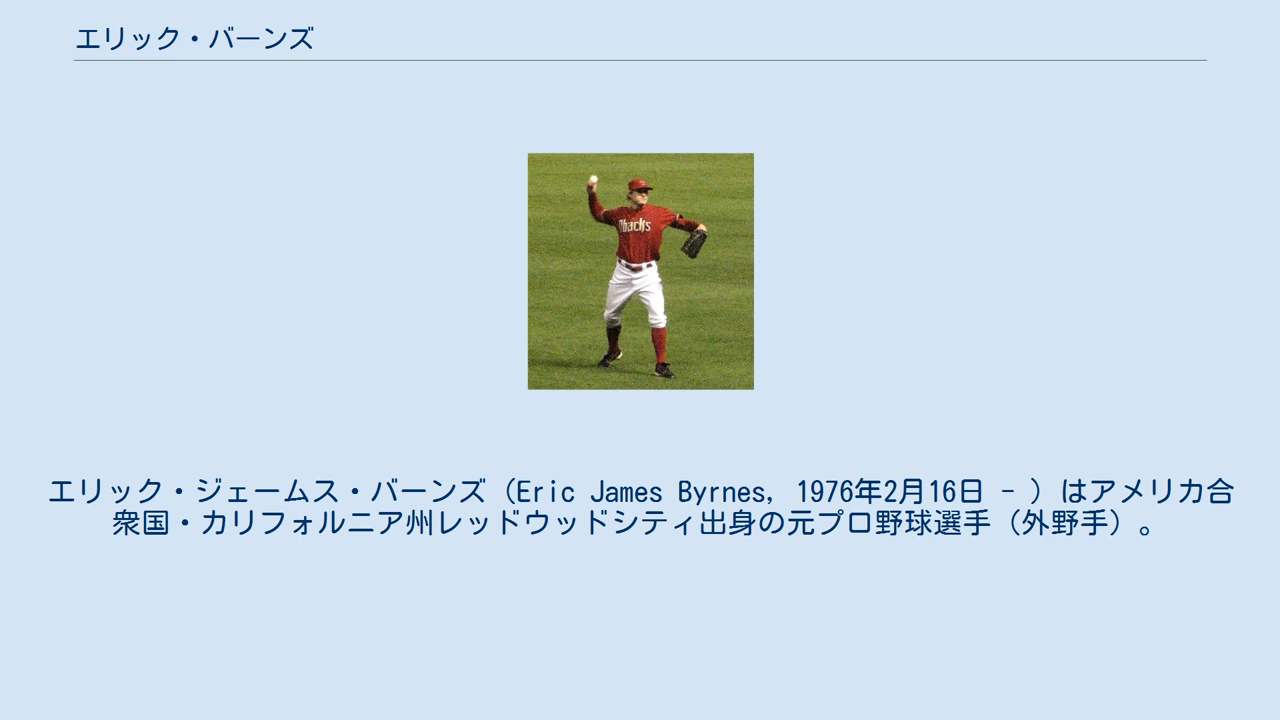 エリック・バーンズ
Dbacks
エリック・ジェームス・バーンズ（Eric James Byrnes, 1976年2月16日 - ）はアメリカ合
衆国・カリフォルニア州レッドウッドシティ出身の元プロ野球選手（外野手）。